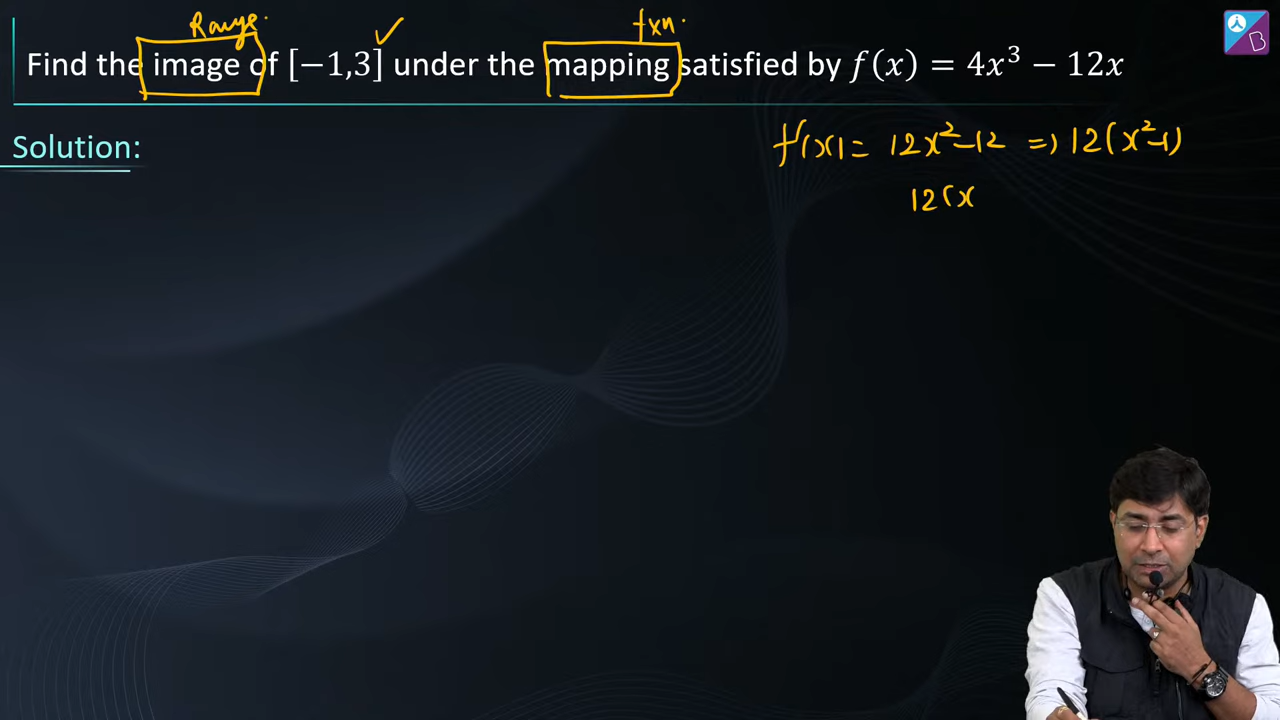 Range.
fxn.
Find the image of [−1,3] under the mapping satisfied by f(x) = 4x³ − 12x
Solution:
f'(x) = 12x²−12 ⇒ 12(x²−1)
12(x